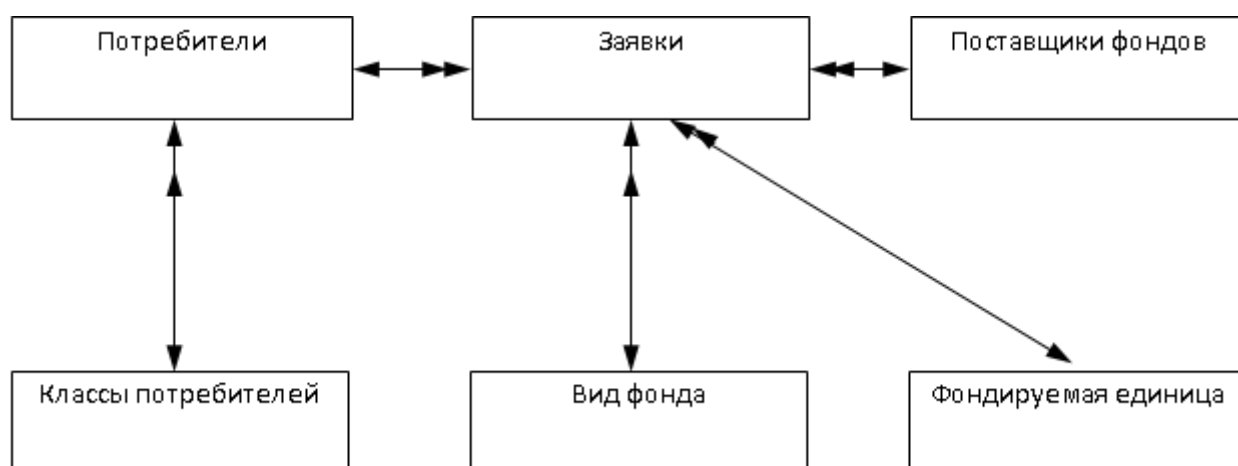 Потребители
Заявки
Поставщики фондов
Классы потребителей
Вид фонда
Фондируемая единица